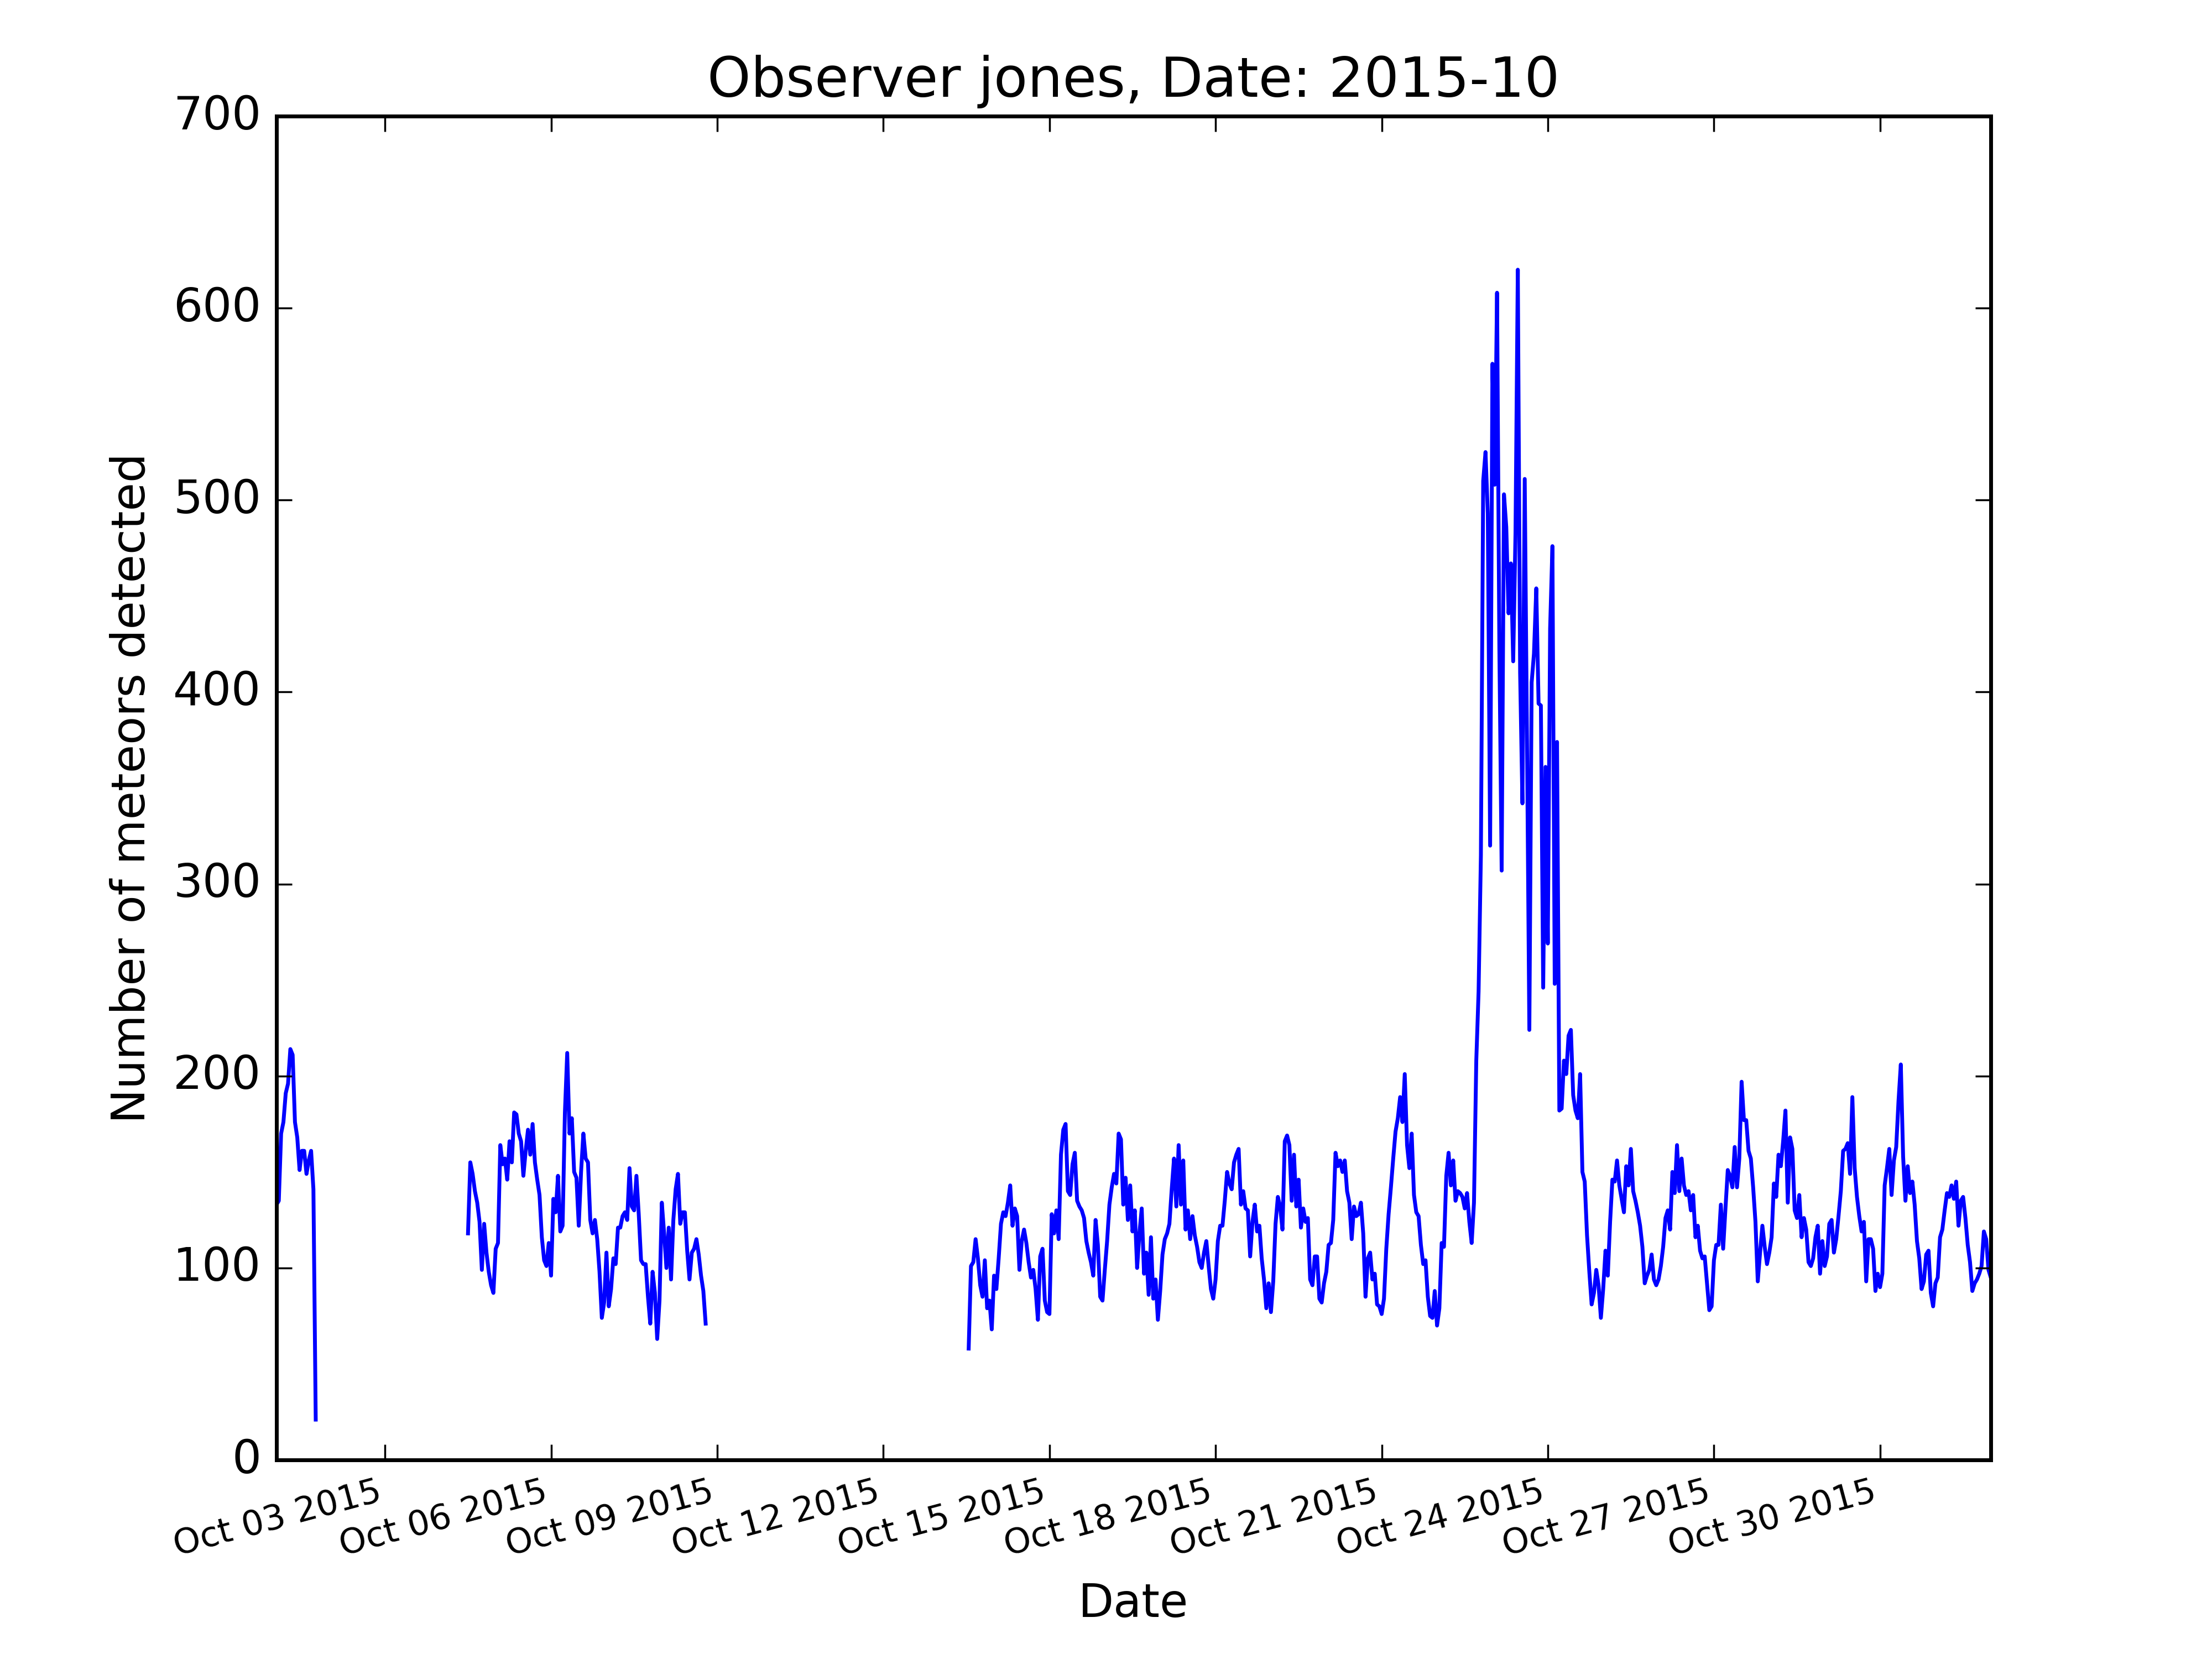 Observer jones, Date: 2015-10
700
600
500
400
300
200
100
0
Number of meteors detected
Oct 03 2015
Oct 06 2015
Oct 09 2015
Oct 12 2015
Oct 15 2015
Oct 18 2015
Oct 21 2015
Oct 24 2015
Oct 27 2015
Oct 30 2015
Date